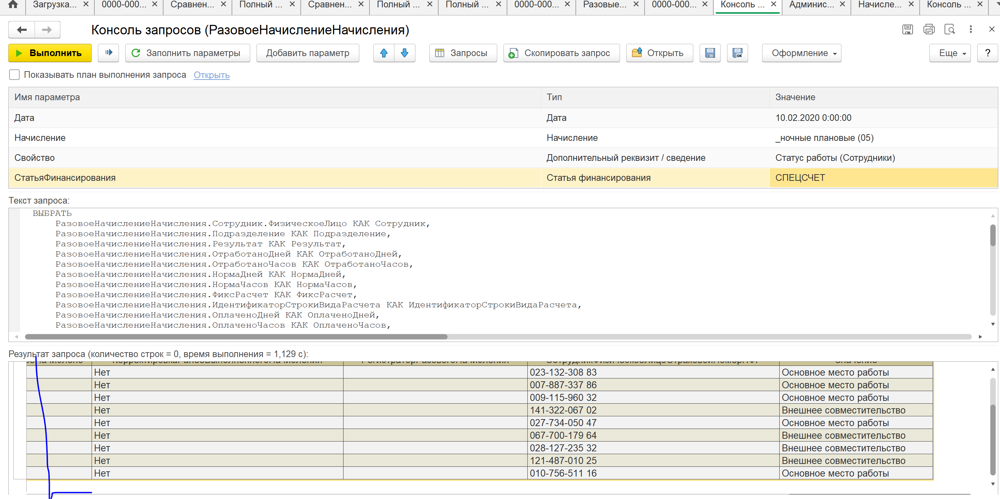 Загрузка... × 0000-000... × Сравнен... × Полный ... × Сравнен... × Полный ... × Полный ... × 0000-000... × Разовые... × 0000-000... × Консоль ... × Админис... × Начисле... × Консоль ... ×
Консоль запросов (РазовоеНачислениеНачисления)
Выполнить Заполнить параметры Добавить параметр Запросы Скопировать запрос Открыть Оформление Еще ?
Показывать план выполнения запроса Открыть
Имя параметра Тип Значение
Дата Дата 10.02.2020 0:00:00
Начисление Начисление _ночные плановые (05)
Свойство Дополнительный реквизит / сведение Статус работы (Сотрудники)
СтатьяФинансирования Статья финансирования СПЕЦСЧЕТ
Текст запроса:
ВЫБРАТЬ
РазовоеНачислениеНачисления.Сотрудник.ФизическоеЛицо КАК Сотрудник,
РазовоеНачислениеНачисления.Подразделение КАК Подразделение,
РазовоеНачислениеНачисления.Результат КАК Результат,
РазовоеНачислениеНачисления.ОтработаноДней КАК ОтработаноДней,
РазовоеНачислениеНачисления.ОтработаноЧасов КАК ОтработаноЧасов,
РазовоеНачислениеНачисления.НормаДней КАК НормаДней,
РазовоеНачислениеНачисления.НормаЧасов КАК НормаЧасов,
РазовоеНачислениеНачисления.ФиксРасчет КАК ФиксРасчет,
РазовоеНачислениеНачисления.ИдентификаторСтрокиВидаРасчета КАК ИдентификаторСтрокиВидаРасчета,
РазовоеНачислениеНачисления.ОплаченоДней КАК ОплаченоДней,
РазовоеНачислениеНачисления.ОплаченоЧасов КАК ОплаченоЧасов,
Результат запроса (количество строк = 0, время выполнения = 1,129 с):
Нет 023-132-308 83 Основное место работы
Нет 007-887-337 86 Основное место работы
Нет 009-115-960 32 Основное место работы
Нет 141-322-067 02 Внешнее совместительство
Нет 027-734-050 47 Основное место работы
Нет 067-700-179 64 Внешнее совместительство
Нет 028-127-235 32 Внешнее совместительство
Нет 121-487-010 25 Внешнее совместительство
Нет 010-756-511 16 Основное место работы